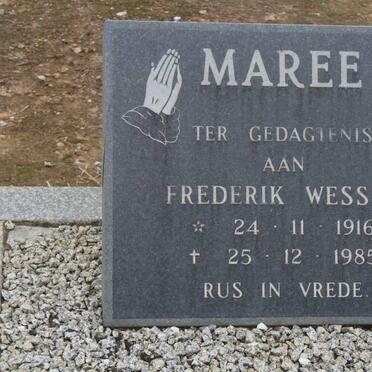 MAREE
TER GEDAGTENIS
AAN
FREDERIK WESS
☆ 24 · 11 · 1916
✝ 25 · 12 · 1985
RUS IN VREDE.